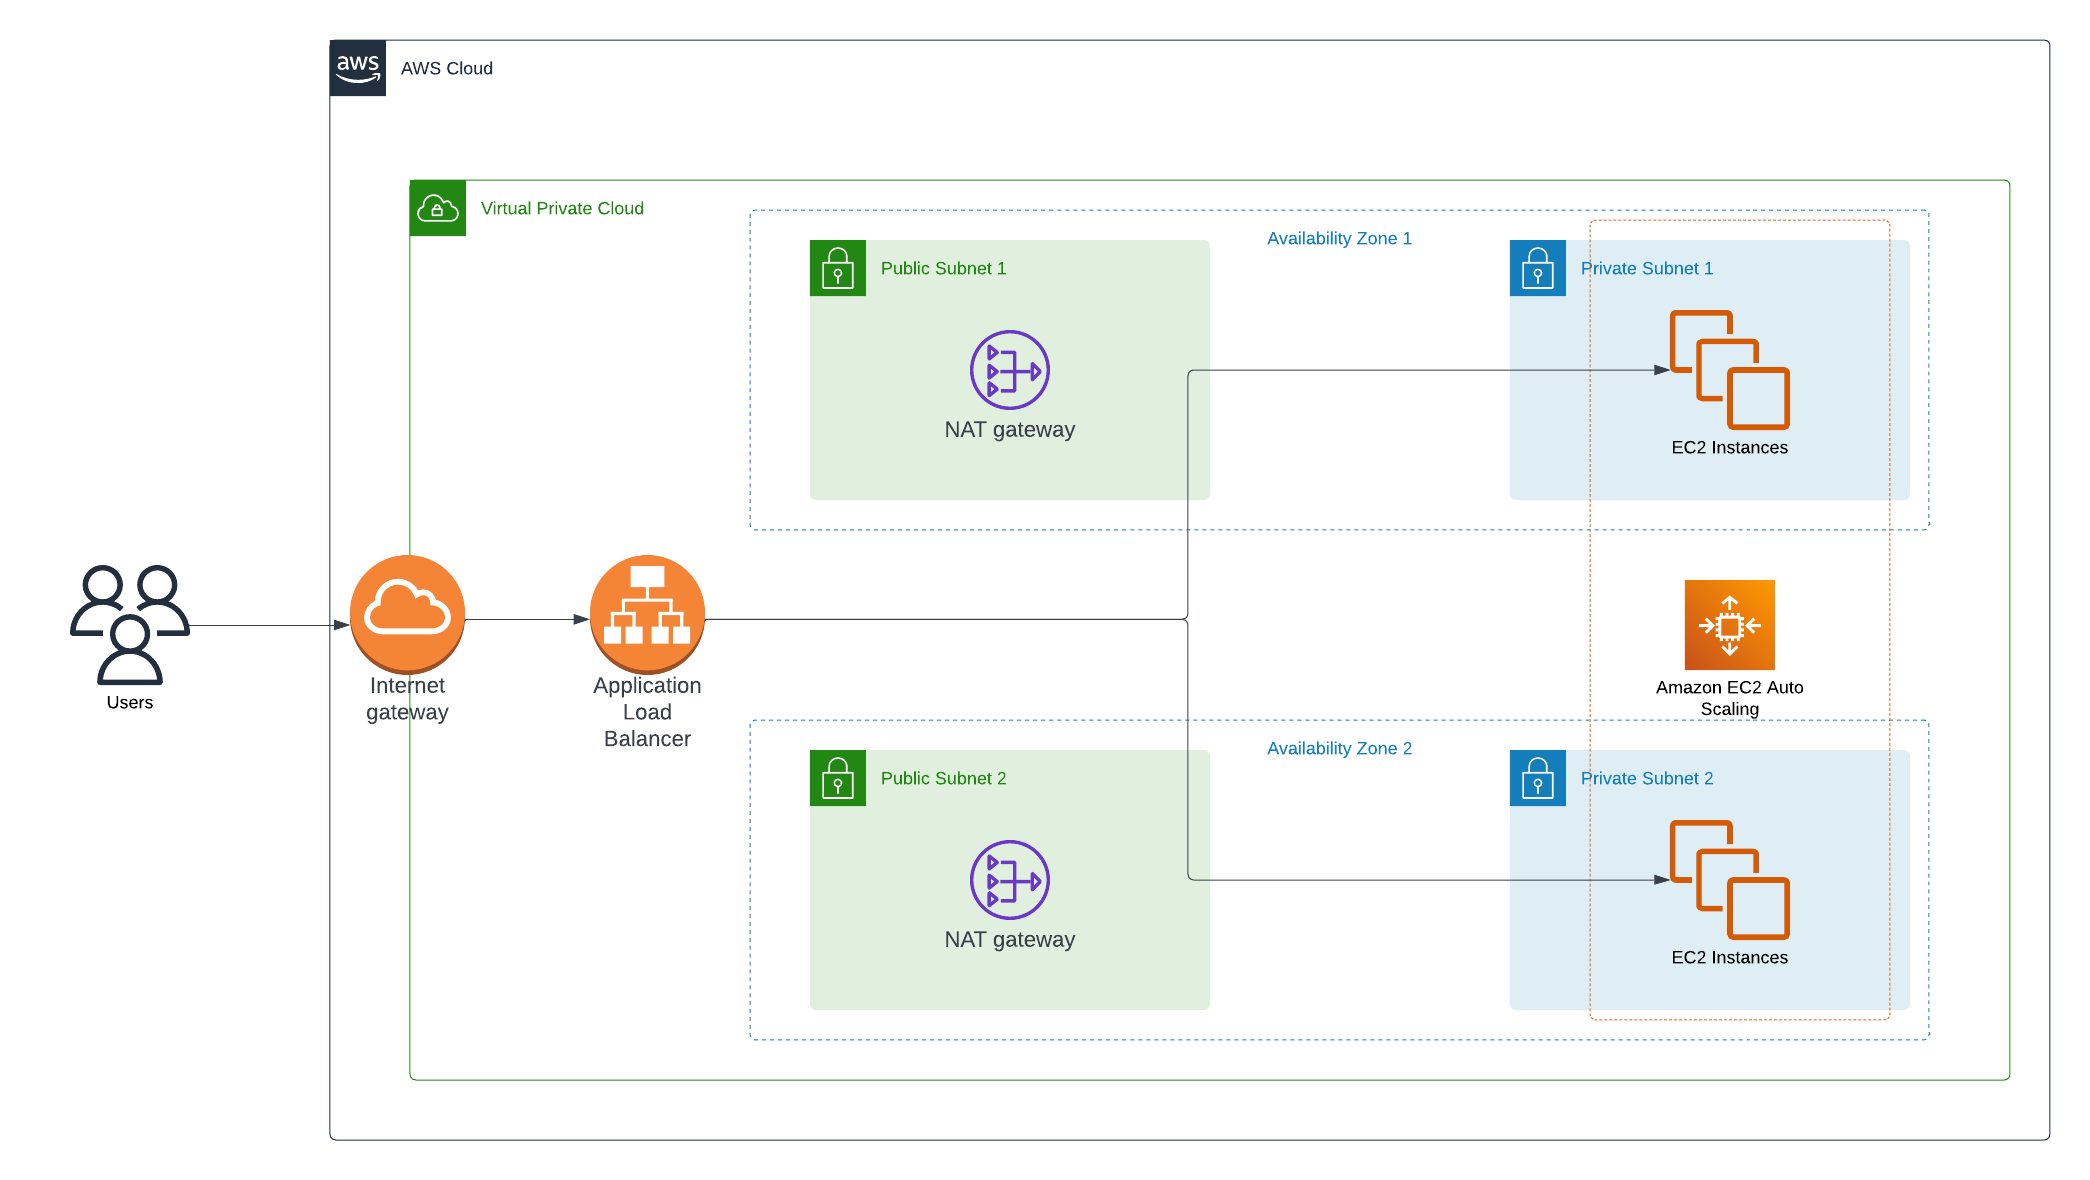 aws
AWS Cloud
Virtual Private Cloud
Availability Zone 1
Public Subnet 1
Private Subnet 1
NAT gateway
EC2 Instances
Users
Internet
gateway
Application
Load
Balancer
Amazon EC2 Auto
Scaling
Availability Zone 2
Public Subnet 2
Private Subnet 2
NAT gateway
EC2 Instances